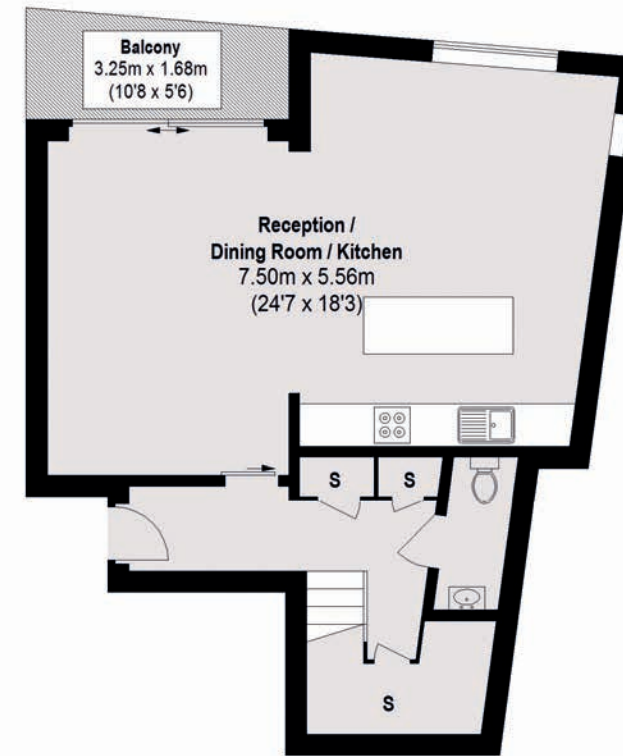 Balcony
3.25m x 1.68m
(10'8 x 5'6)
Reception /
Dining Room / Kitchen
7.50m x 5.56m
(24'7 x 18'3)
S
S
S